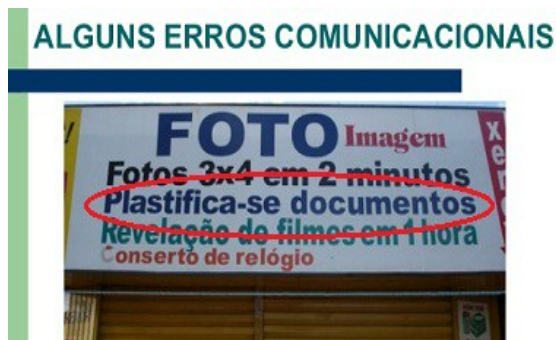 ALGUNS ERROS COMUNICACIONAIS
FOTO Imagem
Fotos 3x4 em 2 minutos
Plastifica-se documentos
Revelação de filmes em 1 hora
Conserto de relógio